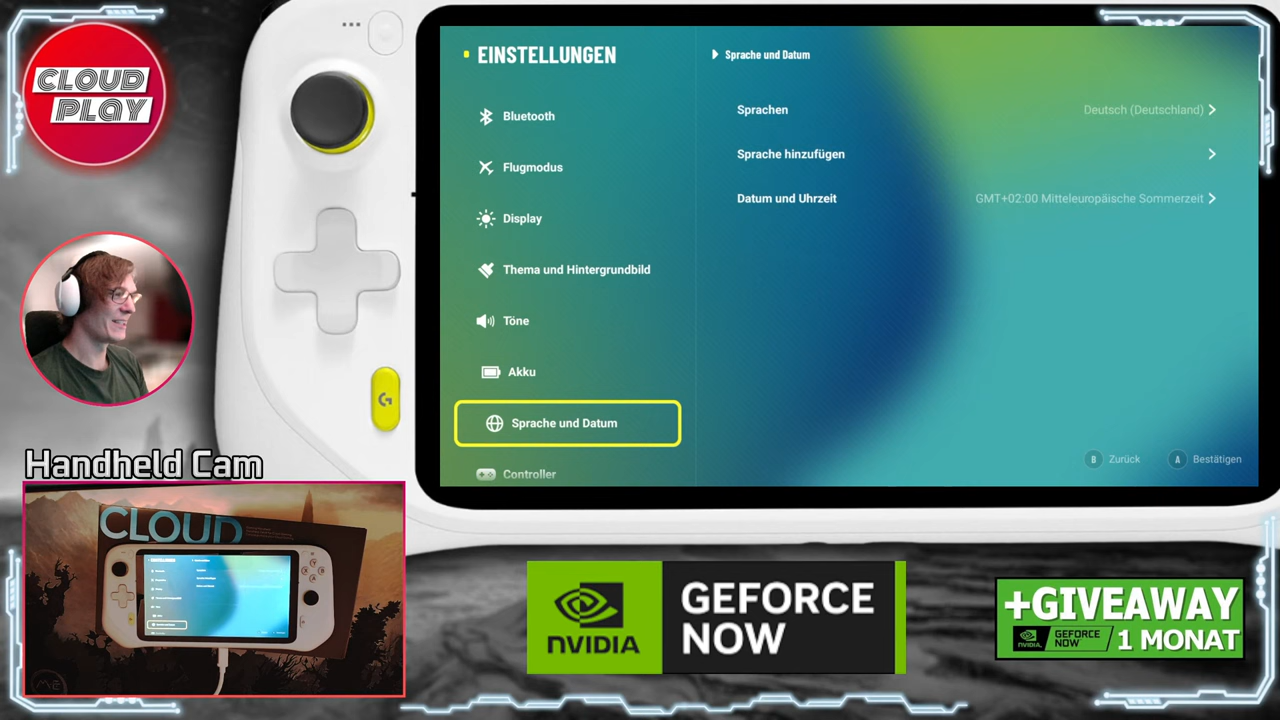 CLOUD
PLAY
EINSTELLUNGEN
Bluetooth
Flugmodus
Display
Thema und Hintergrundbild
Töne
Akku
Sprache und Datum
Controller
Sprache und Datum
Sprachen
Deutsch (Deutschland)
Sprache hinzufügen
Datum und Uhrzeit
GMT+02:00 Mitteleuropäische Sommerzeit
B Zurück
A Bestätigen
G
Handheld Cam
CLOUD
EINSTELLUNGEN
NVIDIA
GEFORCE
NOW
+GIVEAWAY
NVIDIA.
GEFORCE
NOW
1 MONAT